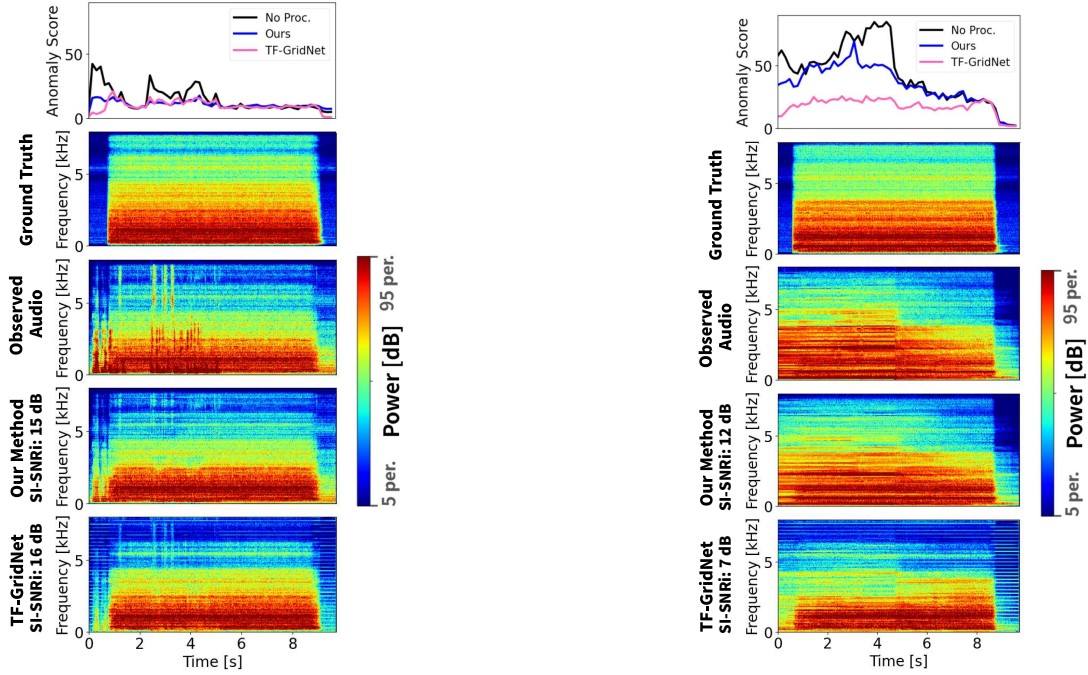 Anomaly Score
50
0
No Proc.
Ours
TF-GridNet
Ground Truth
Frequency [kHz]
5
0
Observed
Audio
Frequency [kHz]
5
0
Our Method
SI-SNRi: 15 dB
Frequency [kHz]
5
0
TF-GridNet
SI-SNRi: 16 dB
Frequency [kHz]
5
0
0 2 4 6 8
Time [s]
5 per. 95 per.
Power [dB]
Anomaly Score
50
0
No Proc.
Ours
TF-GridNet
Ground Truth
Frequency [kHz]
5
0
Observed
Audio
Frequency [kHz]
5
0
Our Method
SI-SNRi: 12 dB
Frequency [kHz]
5
0
TF-GridNet
SI-SNRi: 7 dB
Frequency [kHz]
5
0
0 2 4 6 8
Time [s]
5 per. 95 per.
Power [dB]